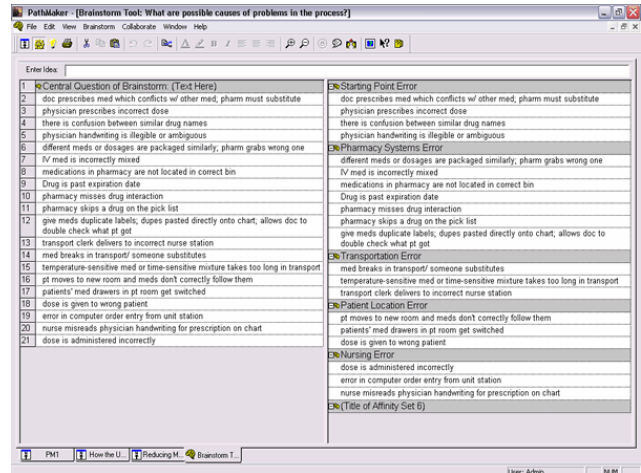 PathMaker - [Brainstorm Tool: What are possible causes of problems in the process?]
File Edit View Brainstorm Collaborate Window Help
Enter Idea:
1 Central Question of Brainstorm: (Text Here)
2 doc prescribes med which conflicts w/ other med; pharm must substitute
3 physician prescribes incorrect dose
4 there is confusion between similar drug names
5 physician handwriting is illegible or ambiguous
6 different meds or dosages are packaged similarly; pharm grabs wrong one
7 IV med is incorrectly mixed
8 medications in pharmacy are not located in correct bin
9 Drug is past expiration date
10 pharmacy misses drug interaction
11 pharmacy skips a drug on the pick list
12 give meds duplicate labels; dupes pasted directly onto chart; allows doc to
double check what pt got
13 transport clerk delivers to incorrect nurse station
14 med breaks in transport/ someone substitutes
15 temperature-sensitive med or time-sensitive mixture takes too long in transport
16 pt moves to new room and meds don't correctly follow them
17 patients' med drawers in pt room get switched
18 dose is given to wrong patient
19 error in computer order entry from unit station
20 nurse misreads physician handwriting for prescription on chart
21 dose is administered incorrectly
Starting Point Error
doc prescribes med which conflicts w/ other med; pharm must substitute
physician prescribes incorrect dose
there is confusion between similar drug names
physician handwriting is illegible or ambiguous
Pharmacy Systems Error
different meds or dosages are packaged similarly; pharm grabs wrong one
IV med is incorrectly mixed
medications in pharmacy are not located in correct bin
Drug is past expiration date
pharmacy misses drug interaction
pharmacy skips a drug on the pick list
give meds duplicate labels; dupes pasted directly onto chart; allows doc to
double check what pt got
Transportation Error
med breaks in transport/ someone substitutes
temperature-sensitive med or time-sensitive mixture takes too long in transport
transport clerk delivers to incorrect nurse station
Patient Location Error
pt moves to new room and meds don't correctly follow them
patients' med drawers in pt room get switched
dose is given to wrong patient
Nursing Error
dose is administered incorrectly
error in computer order entry from unit station
nurse misreads physician handwriting for prescription on chart
(Title of Affinity Set 6)
PM1 How the U... Reducing M... Brainstorm T...
User: Admin NUM